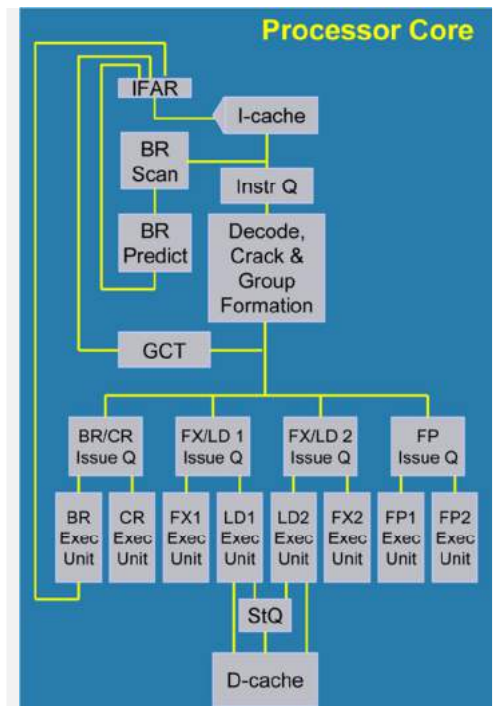 Processor Core
IFAR
I-cache
BR
Scan
Instr Q
BR
Predict
Decode,
Crack &
Group
Formation
GCT
BR/CR
Issue Q
FX/LD 1
Issue Q
FX/LD 2
Issue Q
FP
Issue Q
BR
Exec
Unit
CR
Exec
Unit
FX1
Exec
Unit
LD1
Exec
Unit
LD2
Exec
Unit
FX2
Exec
Unit
FP1
Exec
Unit
FP2
Exec
Unit
StQ
D-cache